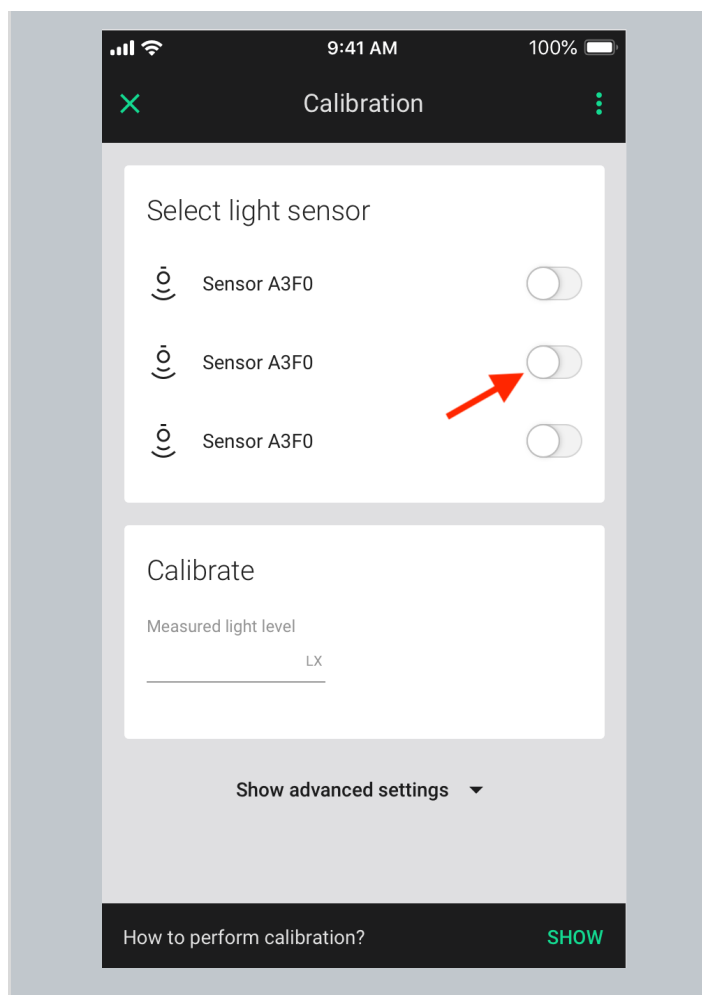 9:41 AM
100%
Calibration
Select light sensor
Sensor A3F0
Sensor A3F0
Sensor A3F0
Calibrate
Measured light level
LX
Show advanced settings
How to perform calibration? SHOW